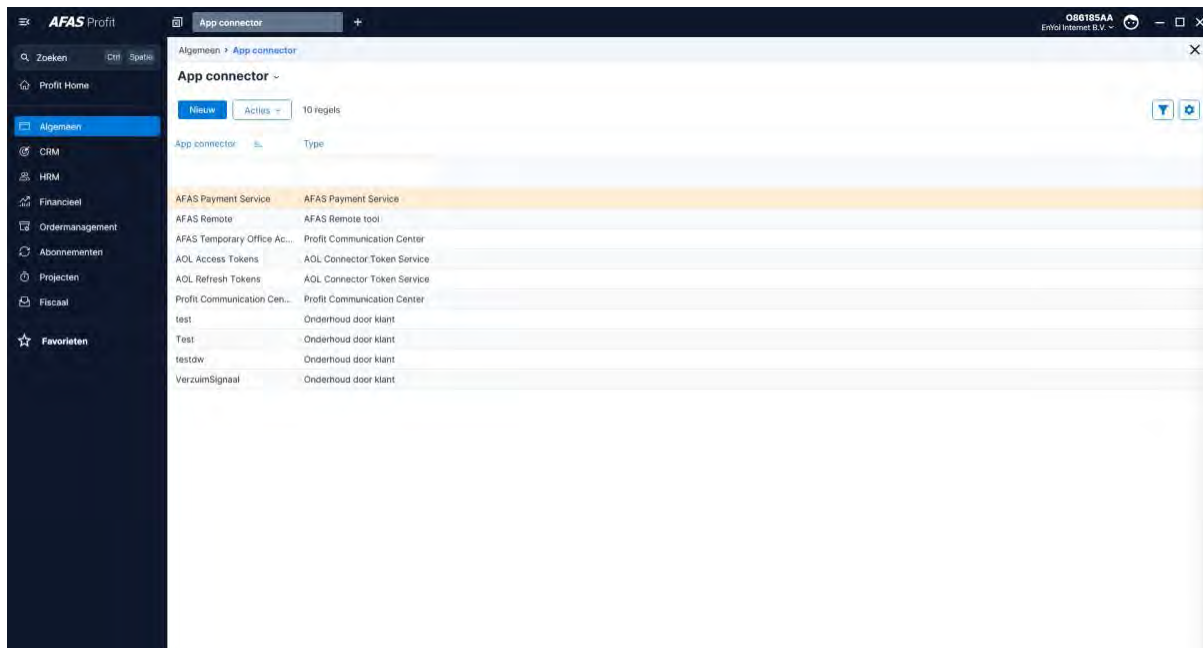 AFAS Profit
App connector
O86185AA
EnYoi Internet B.V.
Zoeken Ctrl Spatie
Profit Home
Algemeen
CRM
HRM
Financieel
Ordermanagement
Abonnementen
Projecten
Fiscaal
Favorieten
Algemeen > App connector
App connector
Nieuw Acties 10 regels
App connector Type
AFAS Payment Service AFAS Payment Service
AFAS Remote AFAS Remote tool
AFAS Temporary Office Ac... Profit Communication Center
AOL Access Tokens AOL Connector Token Service
AOL Refresh Tokens AOL Connector Token Service
Profit Communication Cen... Profit Communication Center
test Onderhoud door klant
Test Onderhoud door klant
testdw Onderhoud door klant
VerzuimSignaal Onderhoud door klant